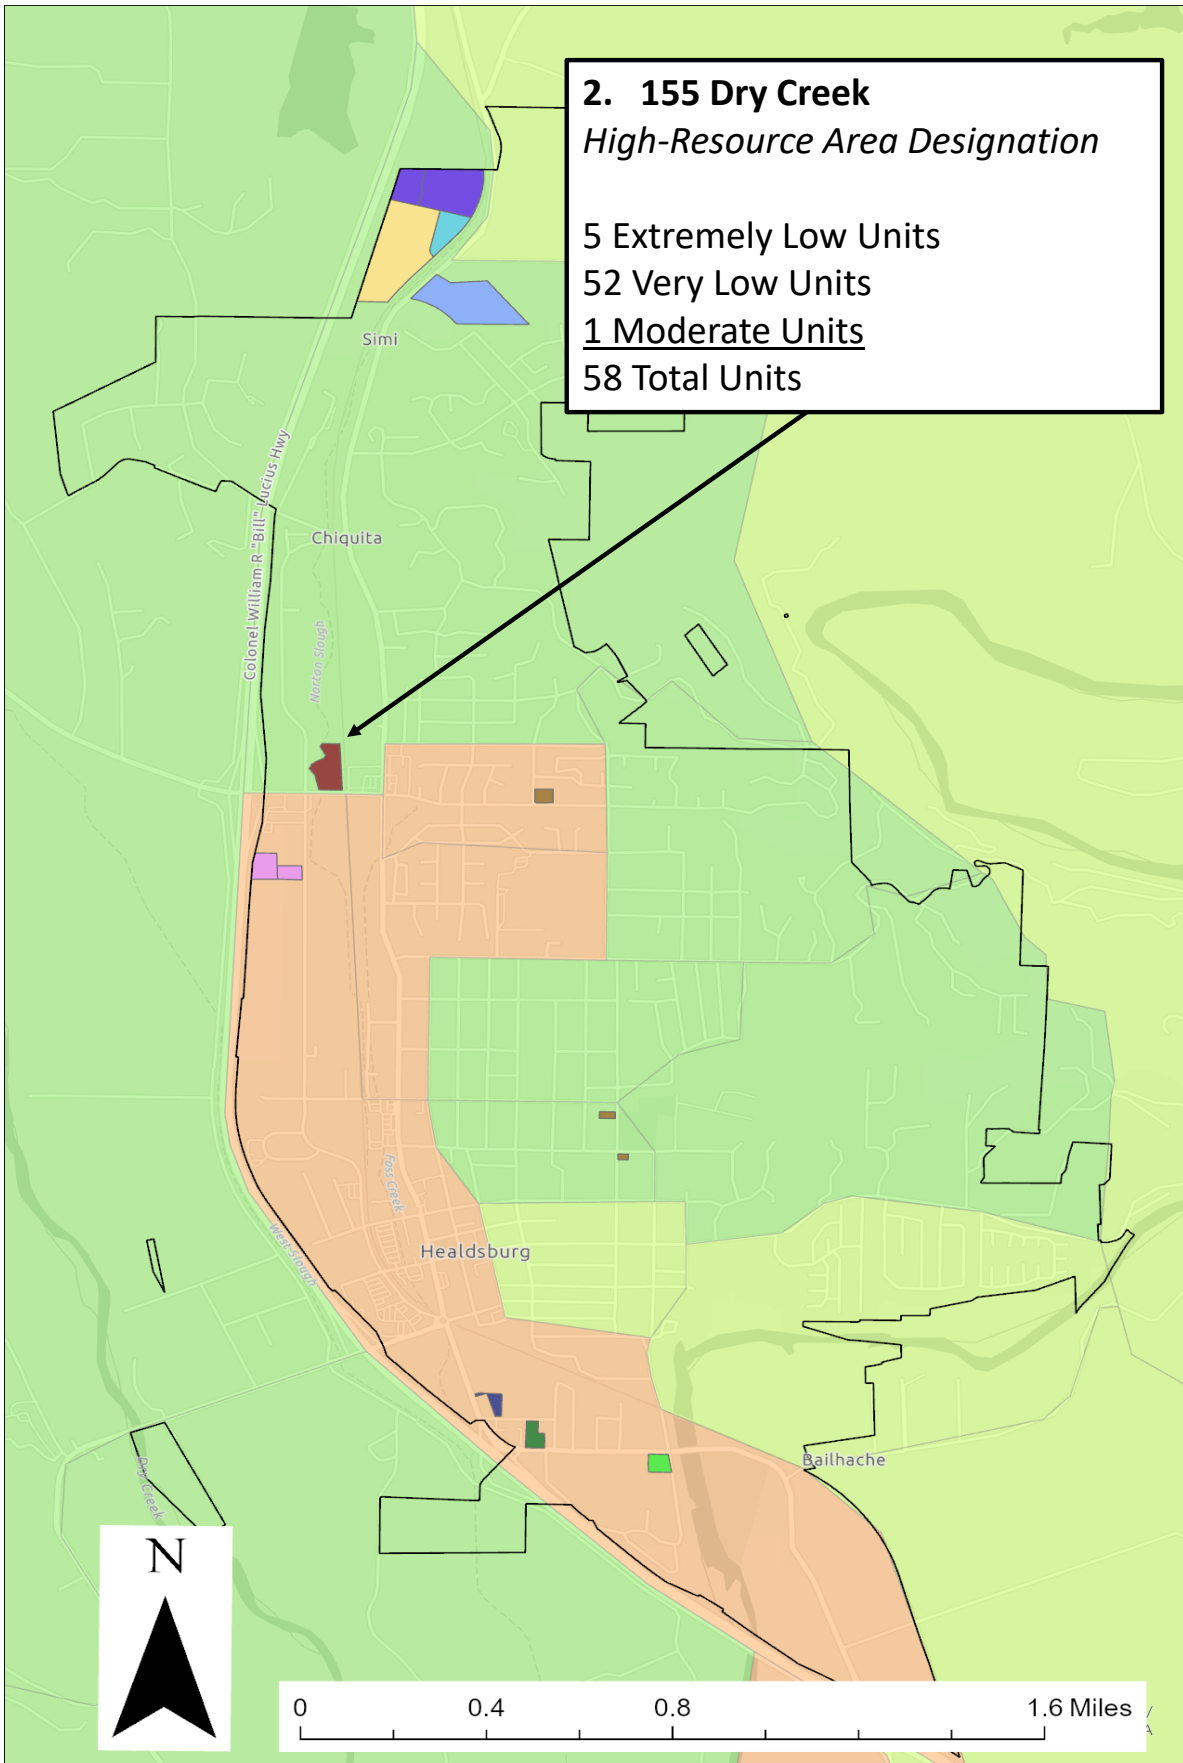 2. 155 Dry Creek
High-Resource Area Designation
5 Extremely Low Units
52 Very Low Units
1 Moderate Units
58 Total Units
Simi
Colonel William R "Bill" Lucius Hwy
Chiquita
Norton Slough
Foss Creek
West Slough
Healdsburg
Bailhache
Dry Creek
N
0 0.4 0.8 1.6 Miles